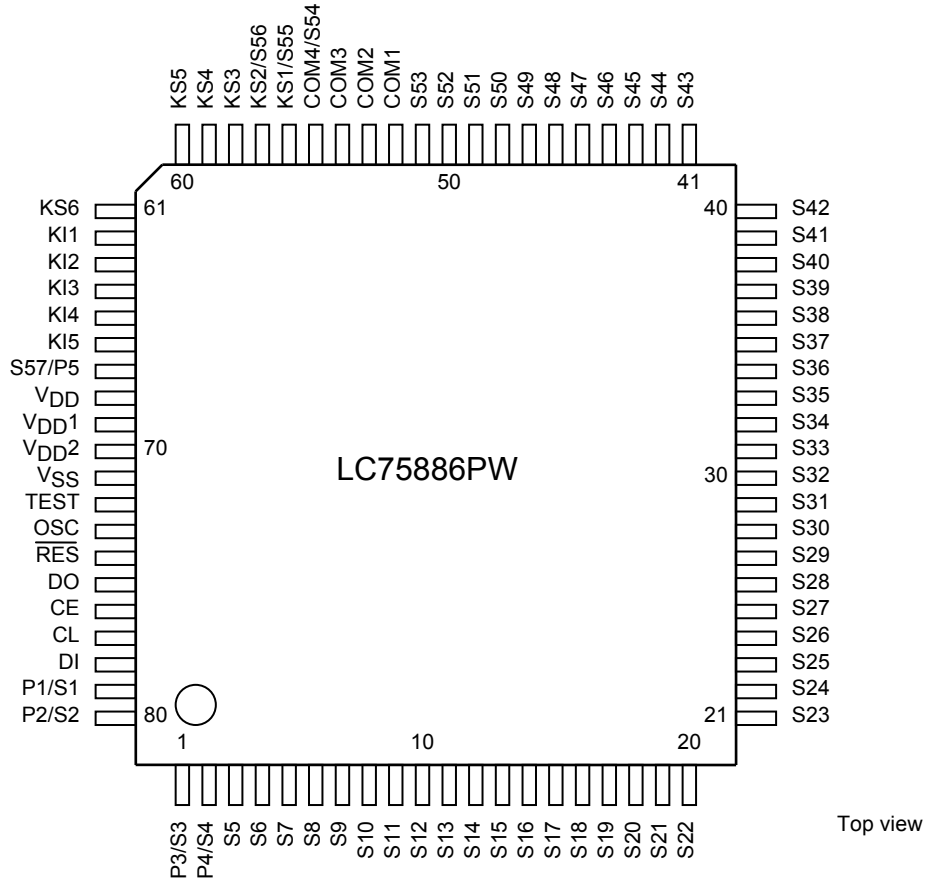 KS5
KS4
KS3
KS2/S56
KS1/S55
COM4/S54
COM3
COM2
COM1
S53
S52
S51
S50
S49
S48
S47
S46
S45
S44
S43
60
50
41
KS6
61
40
S42
KI1
S41
KI2
S40
KI3
S39
KI4
S38
KI5
S37
S57/P5
S36
VDD
S35
VDD1
S34
VDD2
70
S33
LC75886PW
VSS
30
S32
TEST
S31
OSC
S30
RES
S29
DO
S28
CE
S27
CL
S26
DI
S25
P1/S1
S24
P2/S2
80
21
S23
1
10
20
P3/S3
P4/S4
S5
S6
S7
S8
S9
S10
S11
S12
S13
S14
S15
S16
S17
S18
S19
S20
S21
S22
Top view